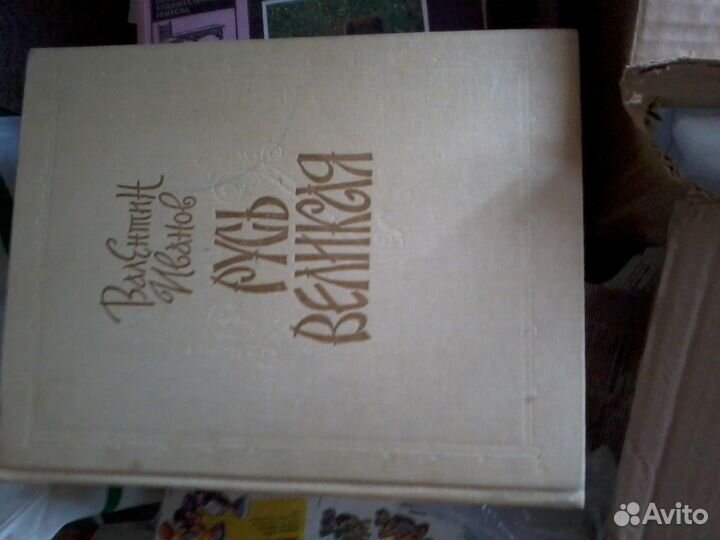 Валентин
Иванов
Русь
Великая
Avito